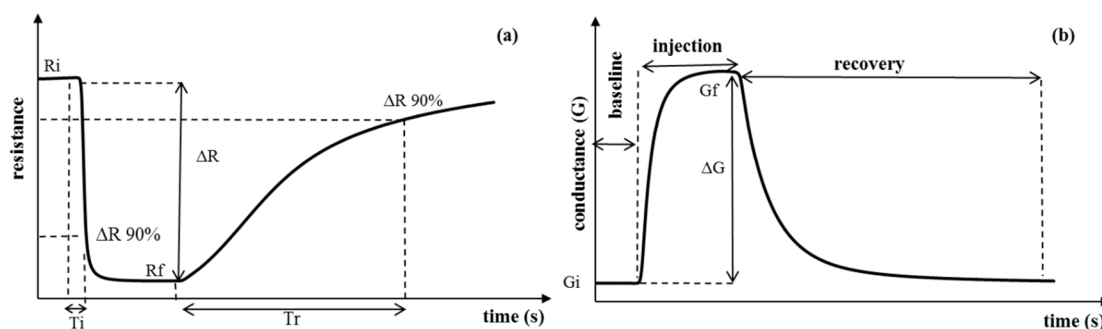 (a)
Ri
ΔR 90%
resistance
ΔR
ΔR 90%
Rf
Ti
Tr
time (s)
(b)
injection
recovery
baseline
Gf
conductance (G)
ΔG
Gi
time (s)